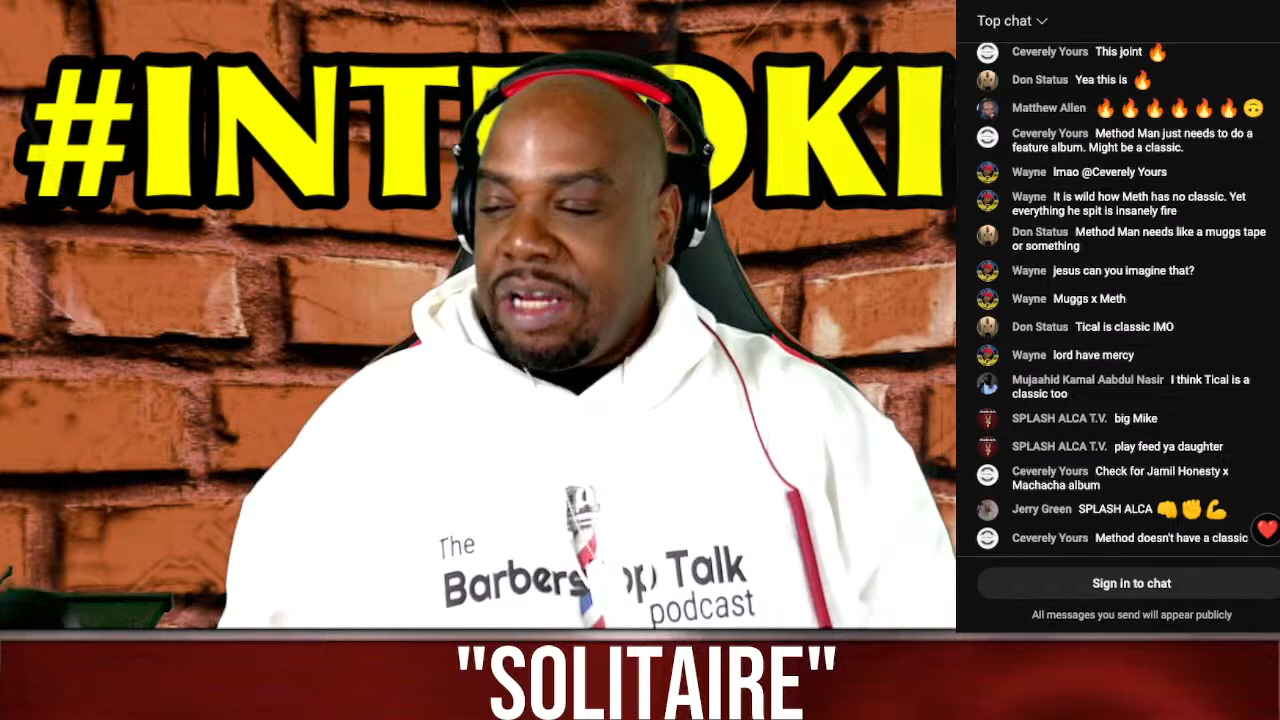 #INTROKI
The
Barbershop Talk
podcast
"SOLITAIRE"
Top chat
Ceverely Yours This joint 🔥
Don Status Yea this is 🔥
Matthew Allen 🔥🔥🔥🔥🔥🔥🙃
Ceverely Yours Method Man just needs to do a
feature album. Might be a classic.
Wayne lmao @Ceverely Yours
Wayne It is wild how Meth has no classic. Yet
everything he spit is insanely fire
Don Status Method Man needs like a muggs tape
or something
Wayne jesus can you imagine that?
Wayne Muggs x Meth
Don Status Tical is classic IMO
Wayne lord have mercy
Mujaahid Kamal Aabdul Nasir I think Tical is a
classic too
SPLASH ALCA T.V. big Mike
SPLASH ALCA T.V. play feed ya daughter
Ceverely Yours Check for Jamil Honesty x
Machacha album
Jerry Green SPLASH ALCA 👊✊💪
Ceverely Yours Method doesn't have a classic
Sign in to chat
All messages you send will appear publicly